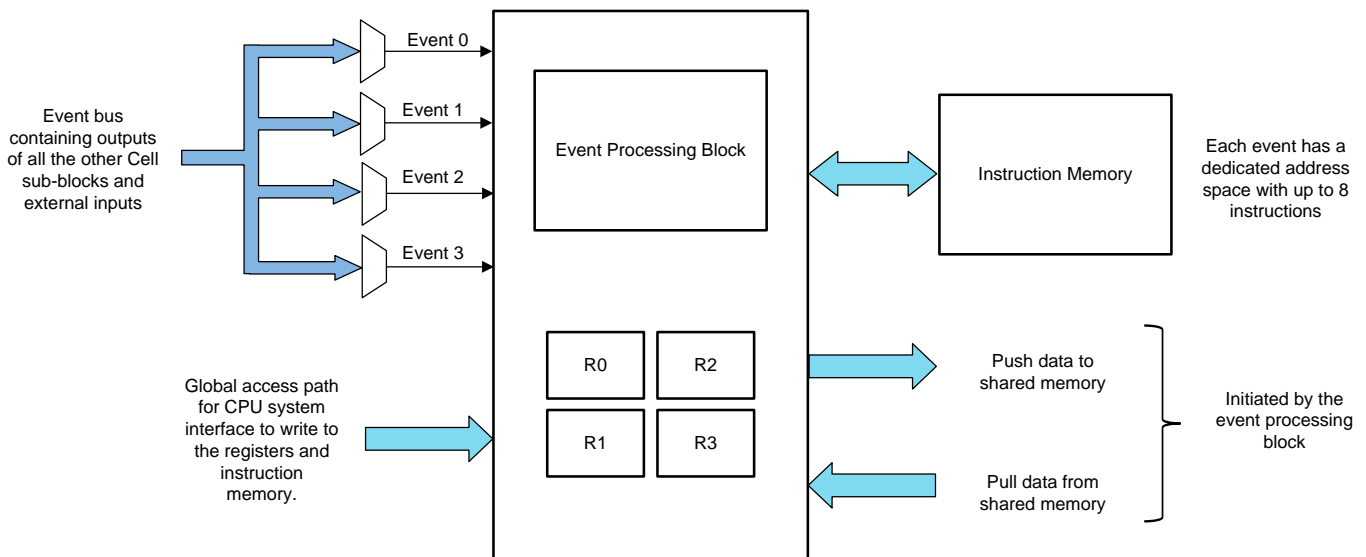 Event 0
Event 1
Event 2
Event 3
Event bus
containing outputs
of all the other Cell
sub-blocks and
external inputs
Event Processing Block
Instruction Memory
Each event has a
dedicated address
space with up to 8
instructions
R0
R2
R1
R3
Global access path
for CPU system
interface to write to
the registers and
instruction
memory.
Push data to
shared memory
Pull data from
shared memory
Initiated by the
event processing
block